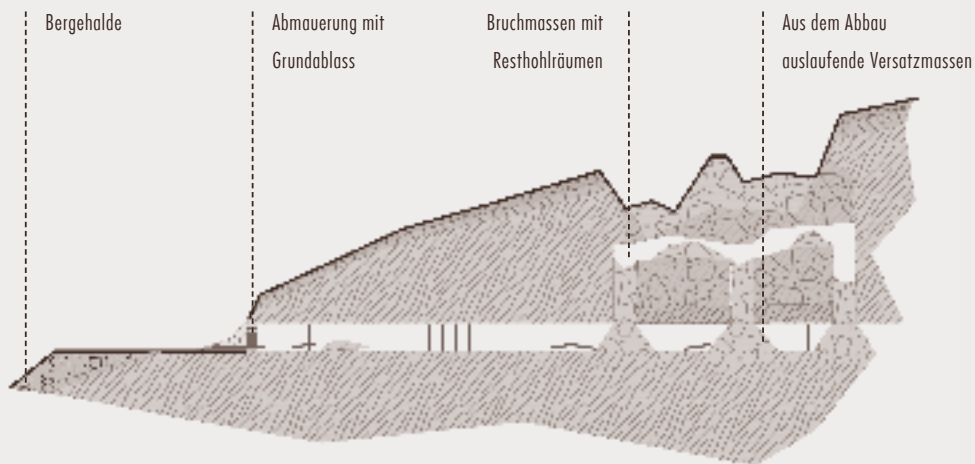 Bergehalde
Abmauerung mit
Grundablass
Bruchmassen mit
Resthohlräumen
Aus dem Abbau
auslaufende Versatzmassen